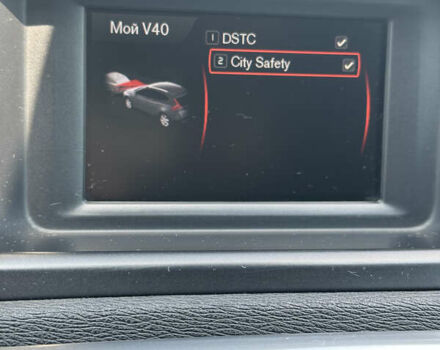 Мой V40
1 DSTC
2 City Safety